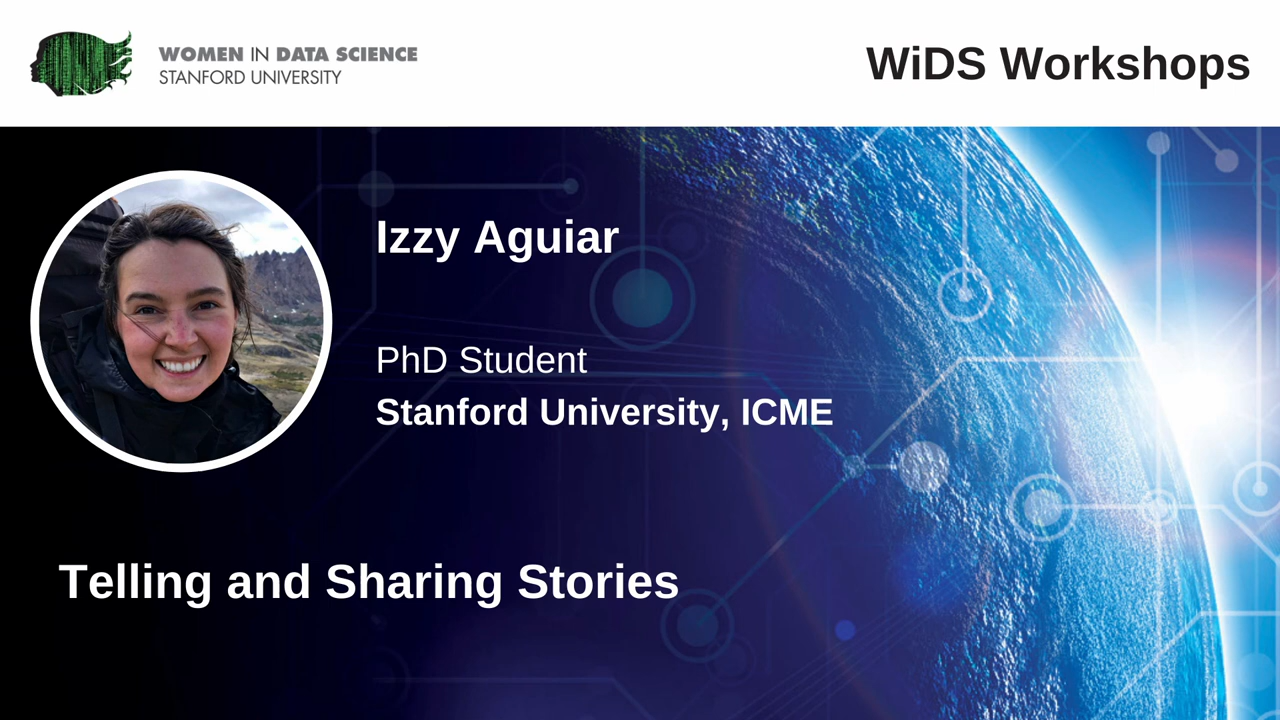 WOMEN IN DATA SCIENCE
STANFORD UNIVERSITY
WiDS Workshops
Izzy Aguiar
PhD Student
Stanford University, ICME
Telling and Sharing Stories